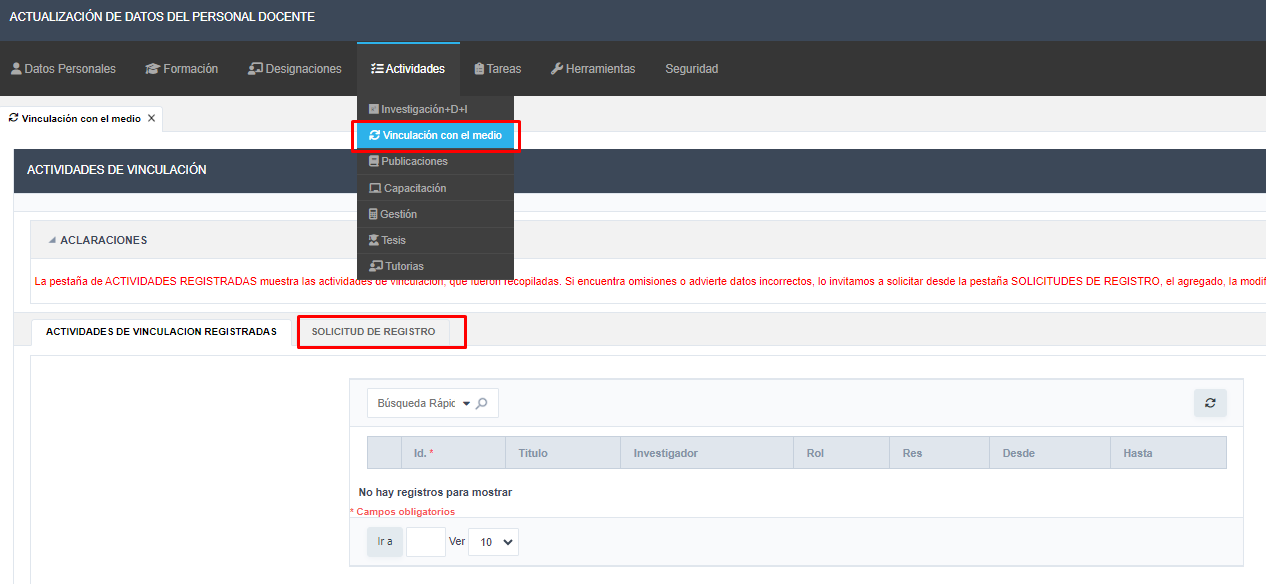 ACTUALIZACIÓN DE DATOS DEL PERSONAL DOCENTE
Datos Personales Formación Designaciones Actividades Tareas Herramientas Seguridad
Investigación+D+I
Vinculación con el medio
Publicaciones
Capacitación
Gestión
Tesis
Tutorias
Vinculación con el medio X
ACTIVIDADES DE VINCULACIÓN
ACLARACIONES
La pestaña de ACTIVIDADES REGISTRADAS muestra las actividades de vinculación, que fueron recopiladas. Si encuentra omisiones o advierte datos incorrectos, lo invitamos a solicitar desde la pestaña SOLICITUDES DE REGISTRO, el agregado, la modif
ACTIVIDADES DE VINCULACION REGISTRADAS SOLICITUD DE REGISTRO
Búsqueda Rápic
Id. * Titulo Investigador Rol Res Desde Hasta
No hay registros para mostrar
* Campos obligatorios
Ir a Ver 10